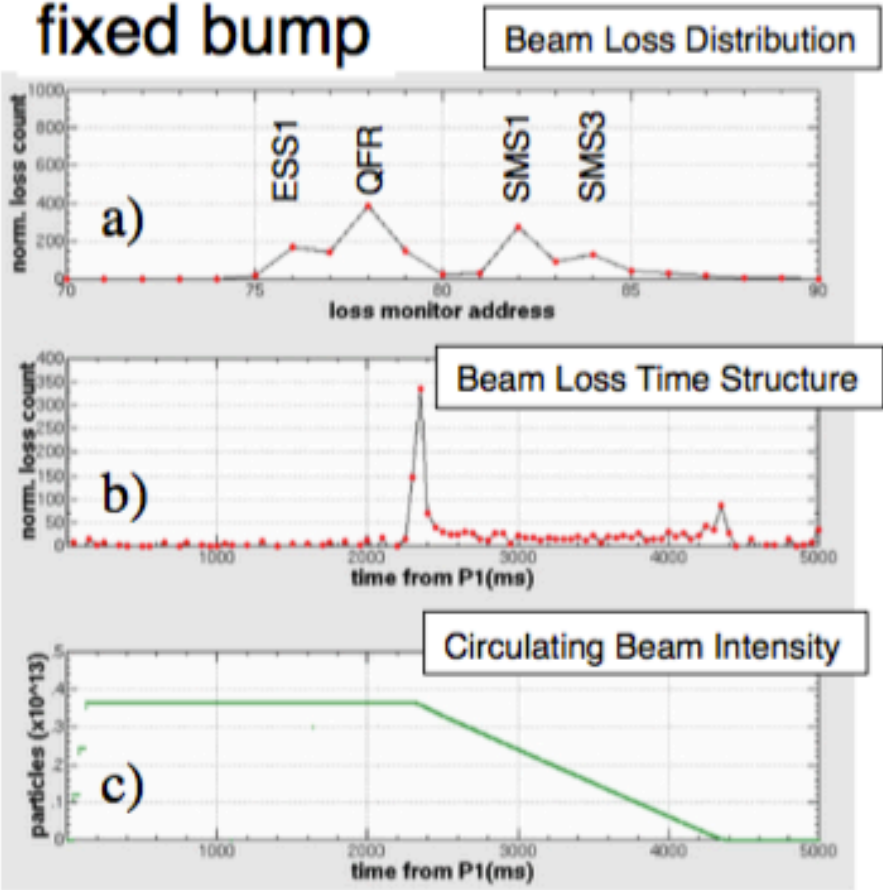 fixed bump
Beam Loss Distribution
norm. loss count
1000
800
600
400
200
0
a)
ESS1
QFR
SMS1
SMS3
70
75
80
85
90
loss monitor address
Beam Loss Time Structure
norm. loss count
400
350
300
250
200
150
100
50
0
b)
1000
2000
3000
4000
5000
time from P1(ms)
Circulating Beam Intensity
particles (x10^13)
.5
.4
.3
.2
.1
0
c)
1000
2000
3000
4000
5000
time from P1(ms)